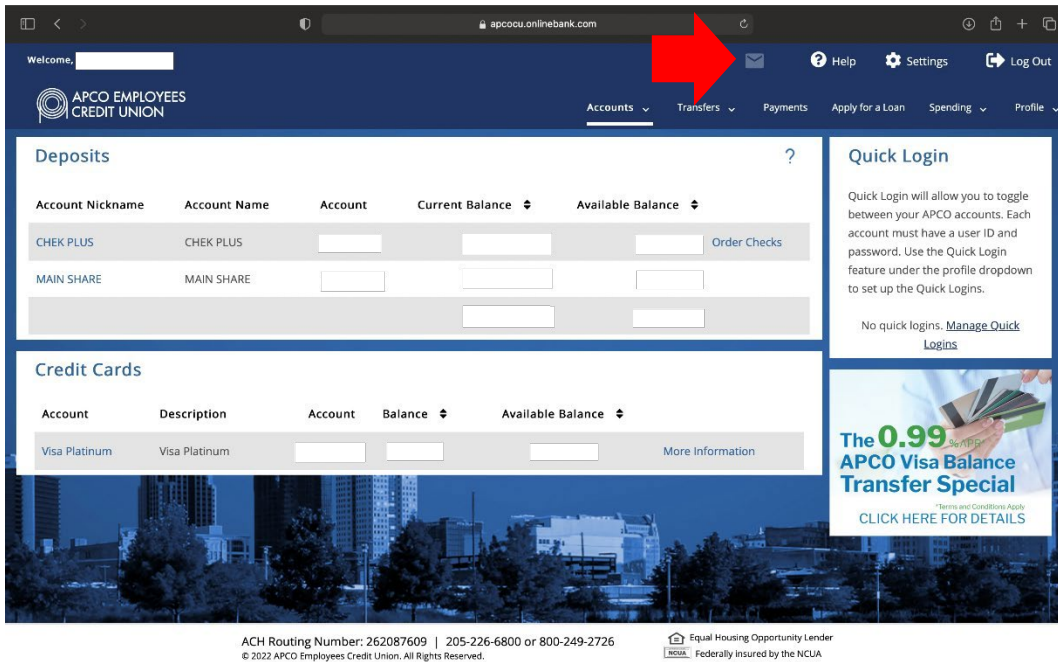 apcocu.onlinebank.com
Welcome,
Help Settings Log Out
APCO EMPLOYEES
CREDIT UNION
Accounts Transfers Payments Apply for a Loan Spending Profile
Deposits ?
Account Nickname Account Name Account Current Balance Available Balance
CHEK PLUS CHEK PLUS Order Checks
MAIN SHARE MAIN SHARE
Credit Cards
Account Description Account Balance Available Balance
Visa Platinum Visa Platinum More Information
Quick Login
Quick Login will allow you to toggle
between your APCO accounts. Each
account must have a user ID and
password. Use the Quick Login
feature under the profile dropdown
to set up the Quick Logins.
No quick logins. Manage Quick
Logins
The 0.99 %APR*
APCO Visa Balance
Transfer Special
*Terms and Conditions Apply
CLICK HERE FOR DETAILS
ACH Routing Number: 262087609 | 205-226-6800 or 800-249-2726
© 2022 APCO Employees Credit Union. All Rights Reserved.
Equal Housing Opportunity Lender
NCUA Federally insured by the NCUA